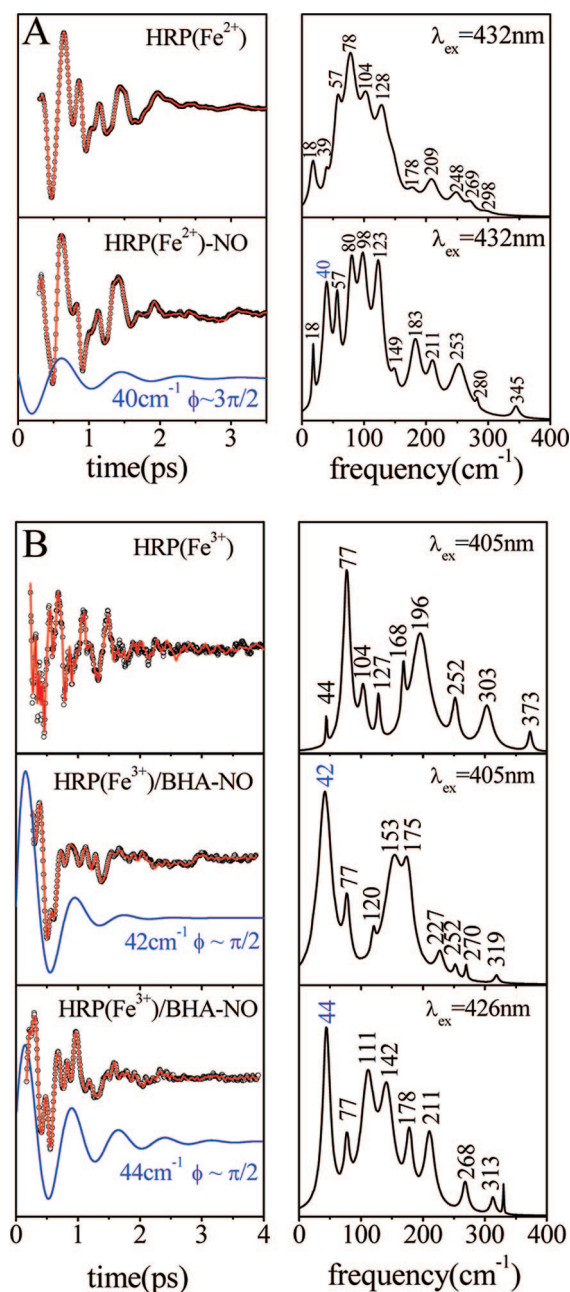 A
HRP(Fe²⁺)
λex=432nm
18
39
57
78
104
128
178
209
248
269
298
HRP(Fe²⁺)-NO
40cm⁻¹ ϕ~3π/2
λex=432nm
18
40
57
80
98
123
149
183
211
253
280
345
0 1 2 3
time(ps)
0 100 200 300 400
frequency(cm⁻¹)
B
HRP(Fe³⁺)
λex=405nm
44
77
104
127
168
196
252
303
373
HRP(Fe³⁺)/BHA-NO
42cm⁻¹ ϕ ~ π/2
λex=405nm
42
77
120
153
175
227
252
270
319
HRP(Fe³⁺)/BHA-NO
44cm⁻¹ ϕ ~ π/2
λex=426nm
44
77
111
142
178
211
268
313
0 1 2 3 4
time(ps)
0 100 200 300 400
frequency(cm⁻¹)